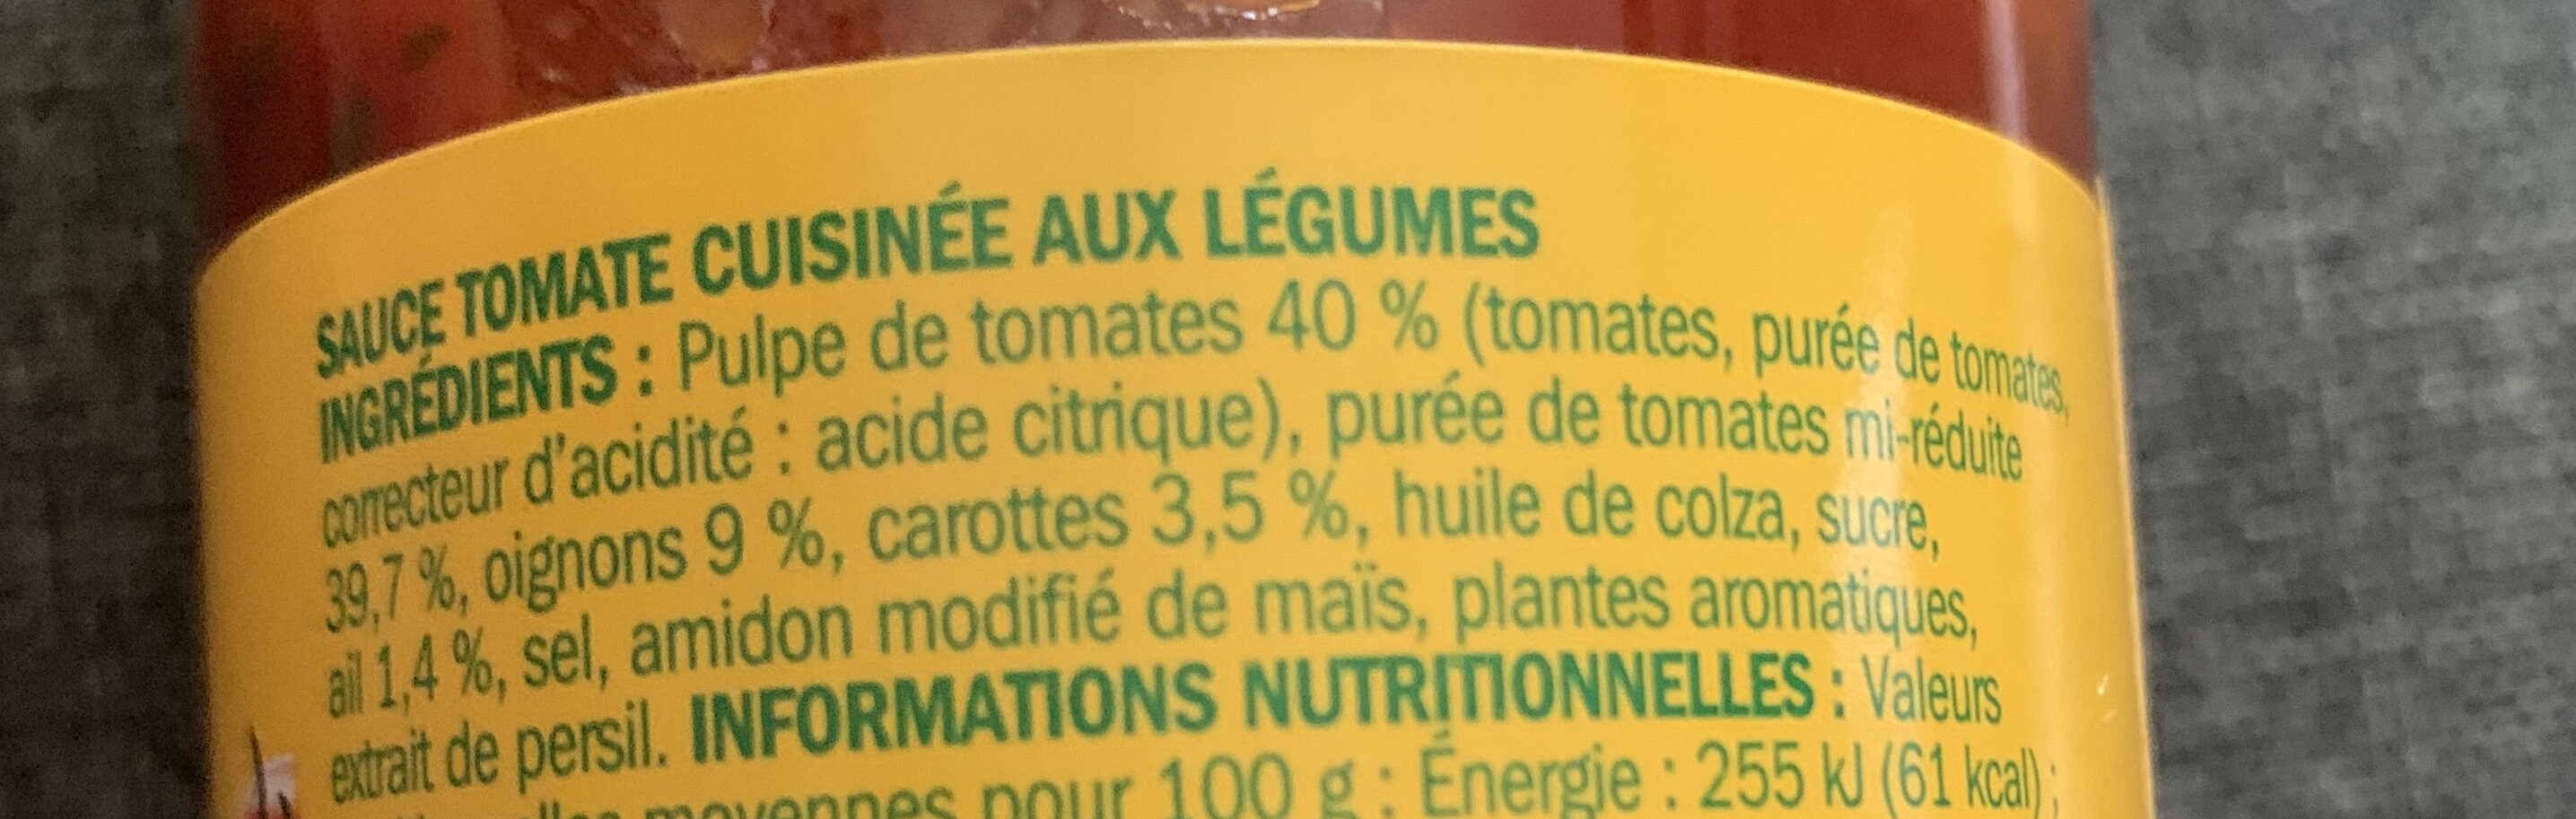 SAUCE TOMATE CUISINÉE AUX LÉGUMES
INGRÉDIENTS : Pulpe de tomates 40 % (tomates, purée de tomates,
correcteur d'acidité : acide citrique), purée de tomates mi-réduite
39,7 %, oignons 9 %, carottes 3,5 %, huile de colza, sucre,
ail 1,4 %, sel, amidon modifié de maïs, plantes aromatiques,
extrait de persil. INFORMATIONS NUTRITIONNELLES : Valeurs
moyennes pour 100 g : Énergie : 255 kJ (61 kcal) ;